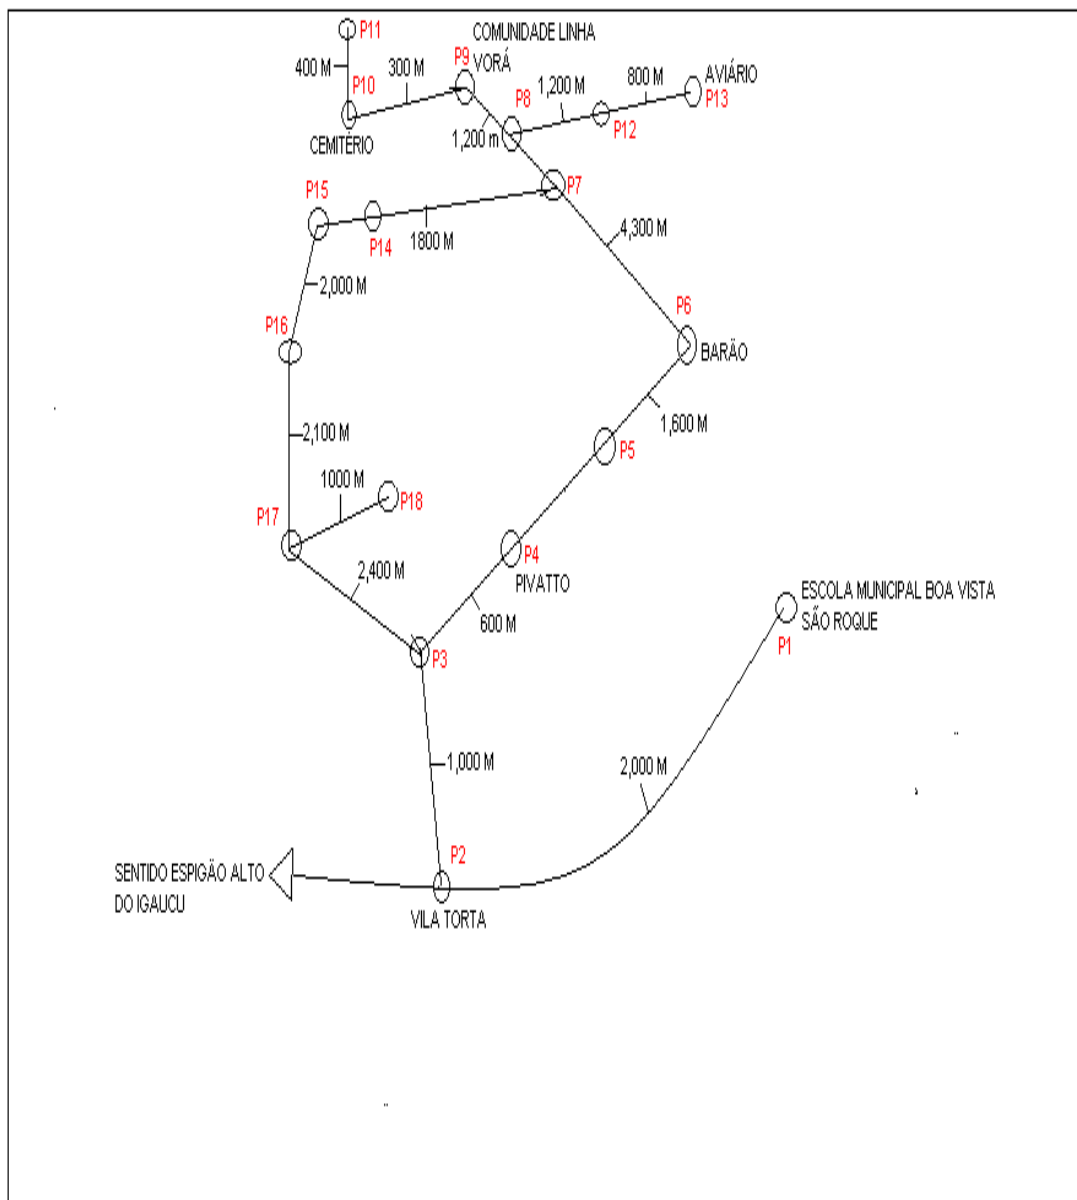 P11
COMUNIDADE LINHA
VORÁ
P9
400 M
300 M
P10
CEMITÉRIO
P8
1,200 m
1,200 M
800 M
AVIÁRIO
P13
P12
P7
P15
P14
1800 M
4,300 M
2,000 M
P6
BARÃO
P16
1,600 M
2,100 M
P5
1000 M
P18
P17
P4
PIVATTO
2,400 M
600 M
ESCOLA MUNICIPAL BOA VISTA
SÃO ROQUE
P1
P3
1,000 M
2,000 M
P2
VILA TORTA
SENTIDO ESPIGÃO ALTO
DO IGAUCU